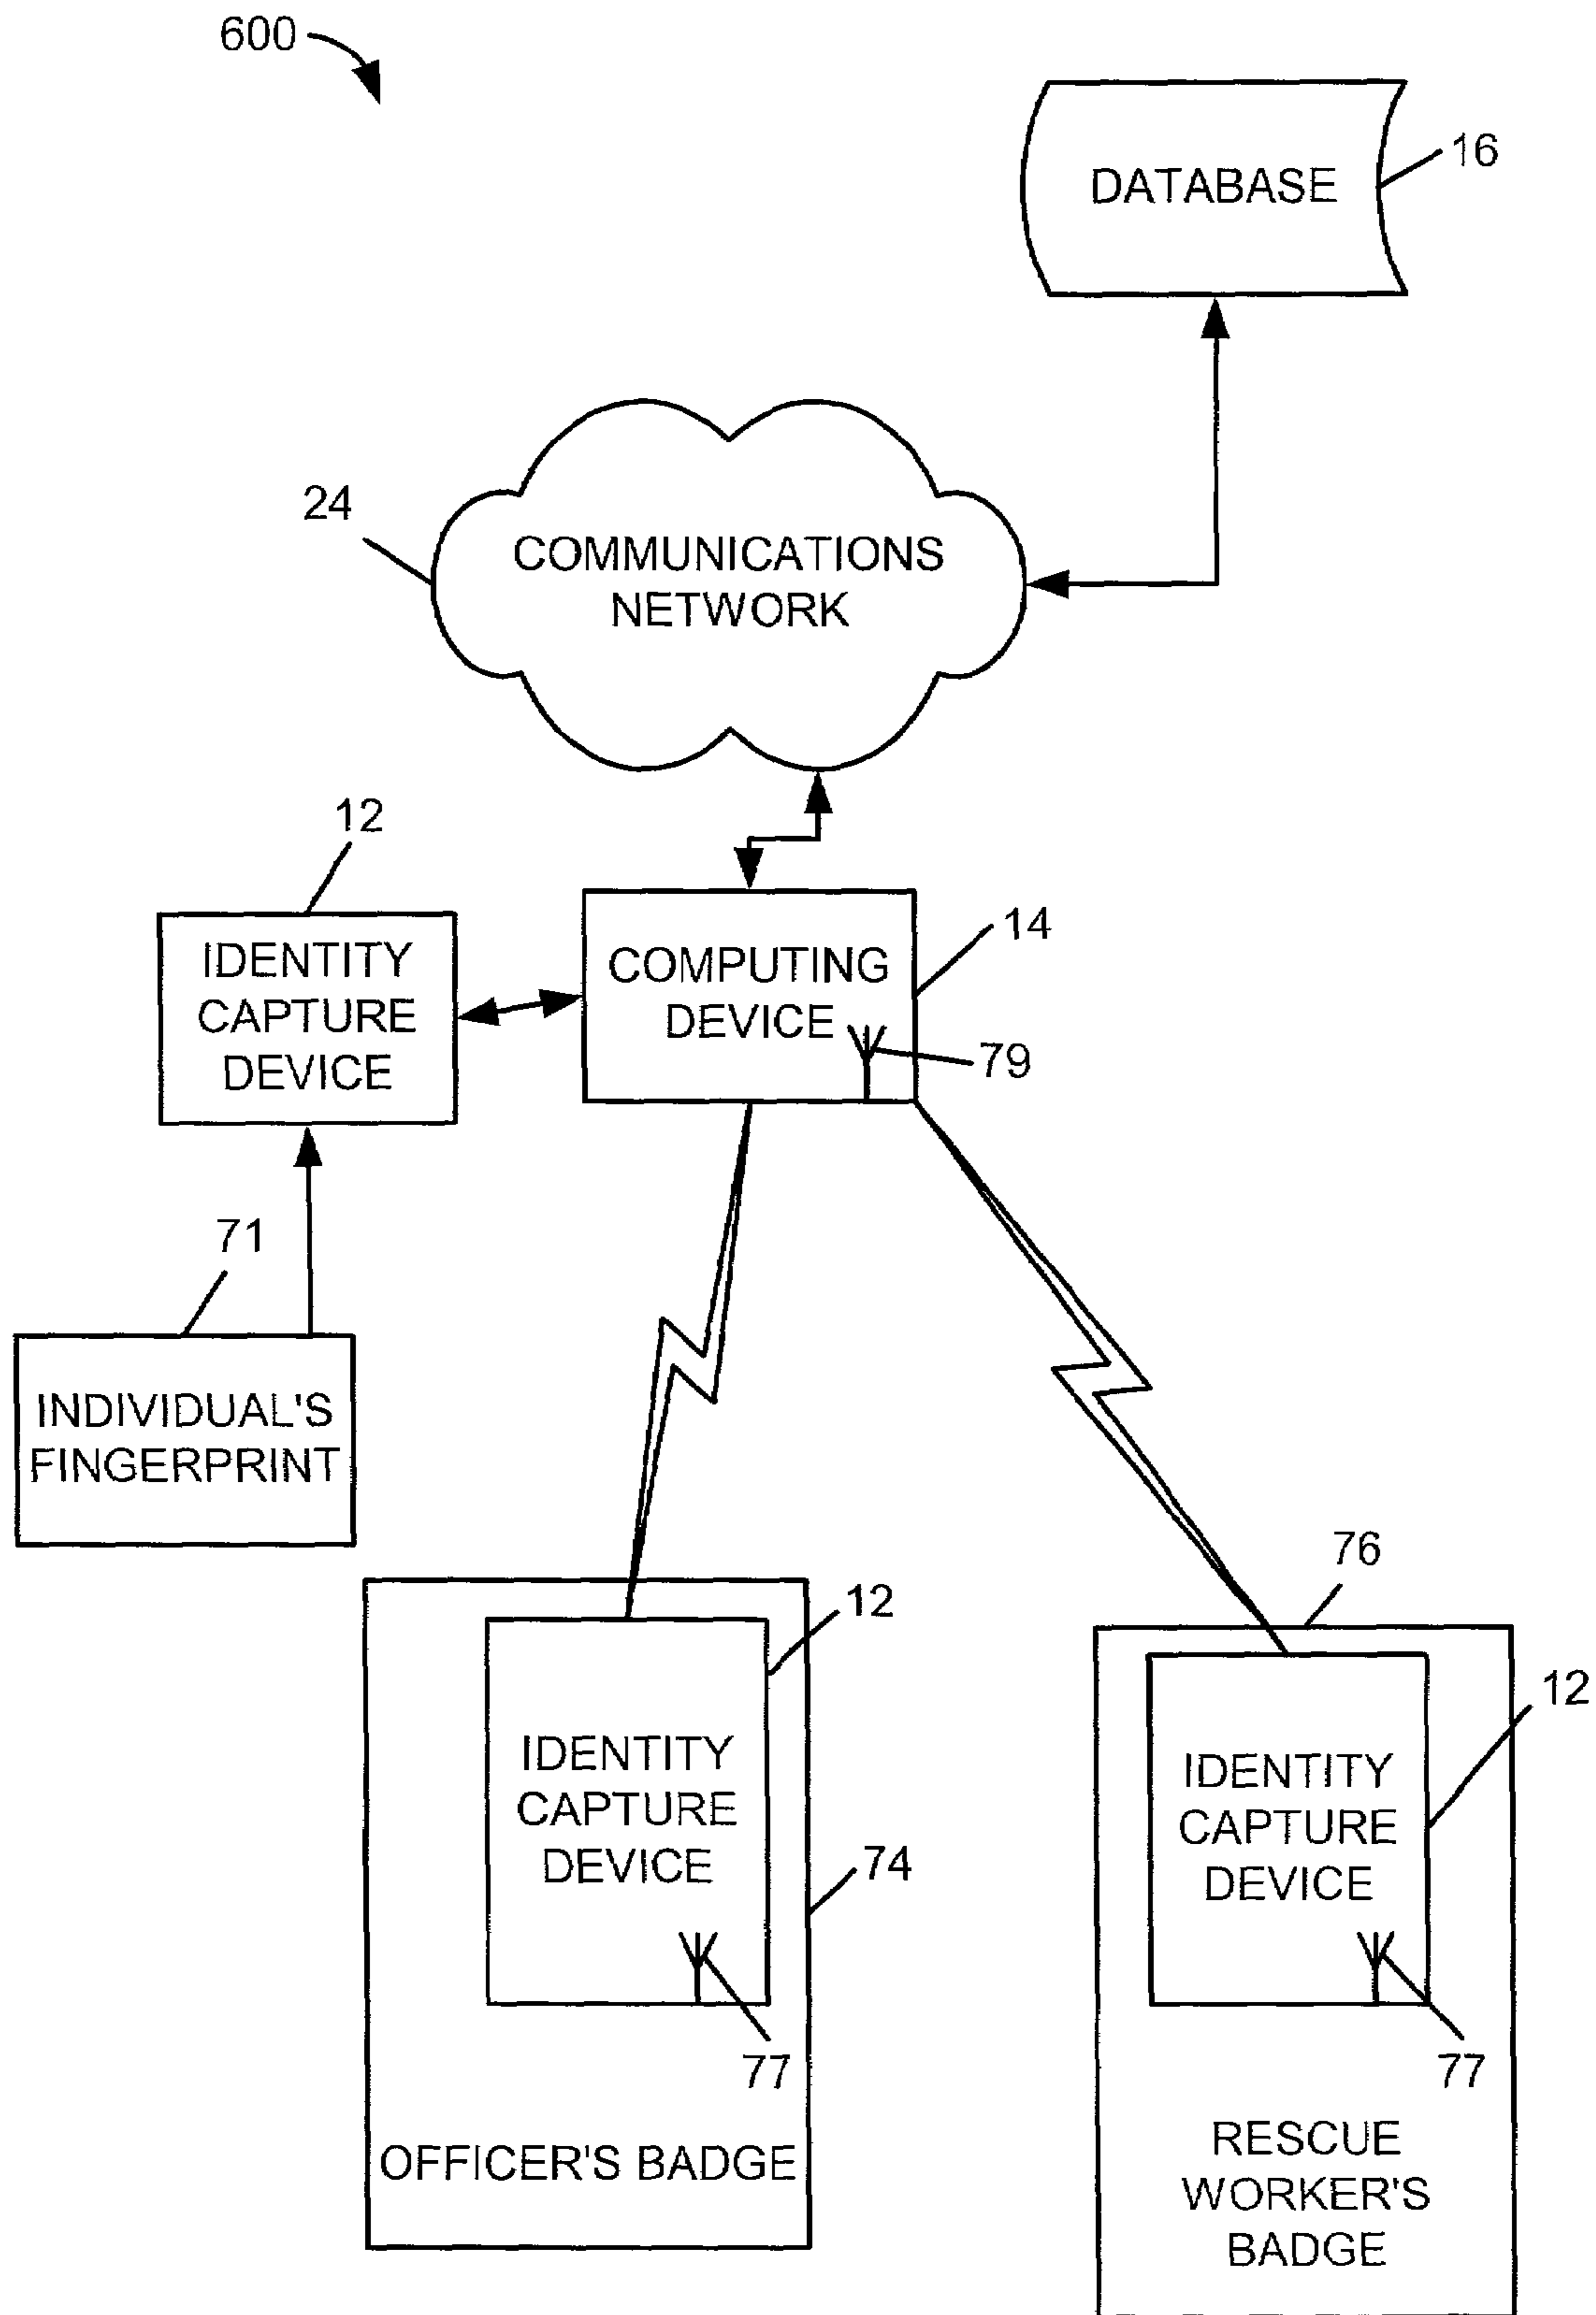 600
DATABASE
16
24
COMMUNICATIONS
NETWORK
12
IDENTITY
CAPTURE
DEVICE
COMPUTING
DEVICE
14
79
71
INDIVIDUAL'S
FINGERPRINT
76
12
IDENTITY
CAPTURE
DEVICE
74
77
OFFICER'S BADGE
12
IDENTITY
CAPTURE
DEVICE
77
RESCUE
WORKER'S
BADGE